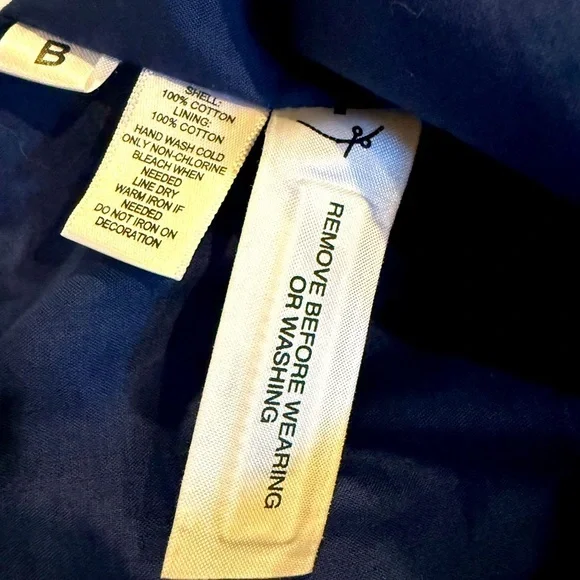 B
SHELL:
100% COTTON
LINING:
100% COTTON
HAND WASH COLD
ONLY NON-CHLORINE
BLEACH WHEN
NEEDED
LINE DRY
WARM IRON IF
NEEDED
DO NOT IRON ON
DECORATION
REMOVE BEFORE WEARING
OR WASHING